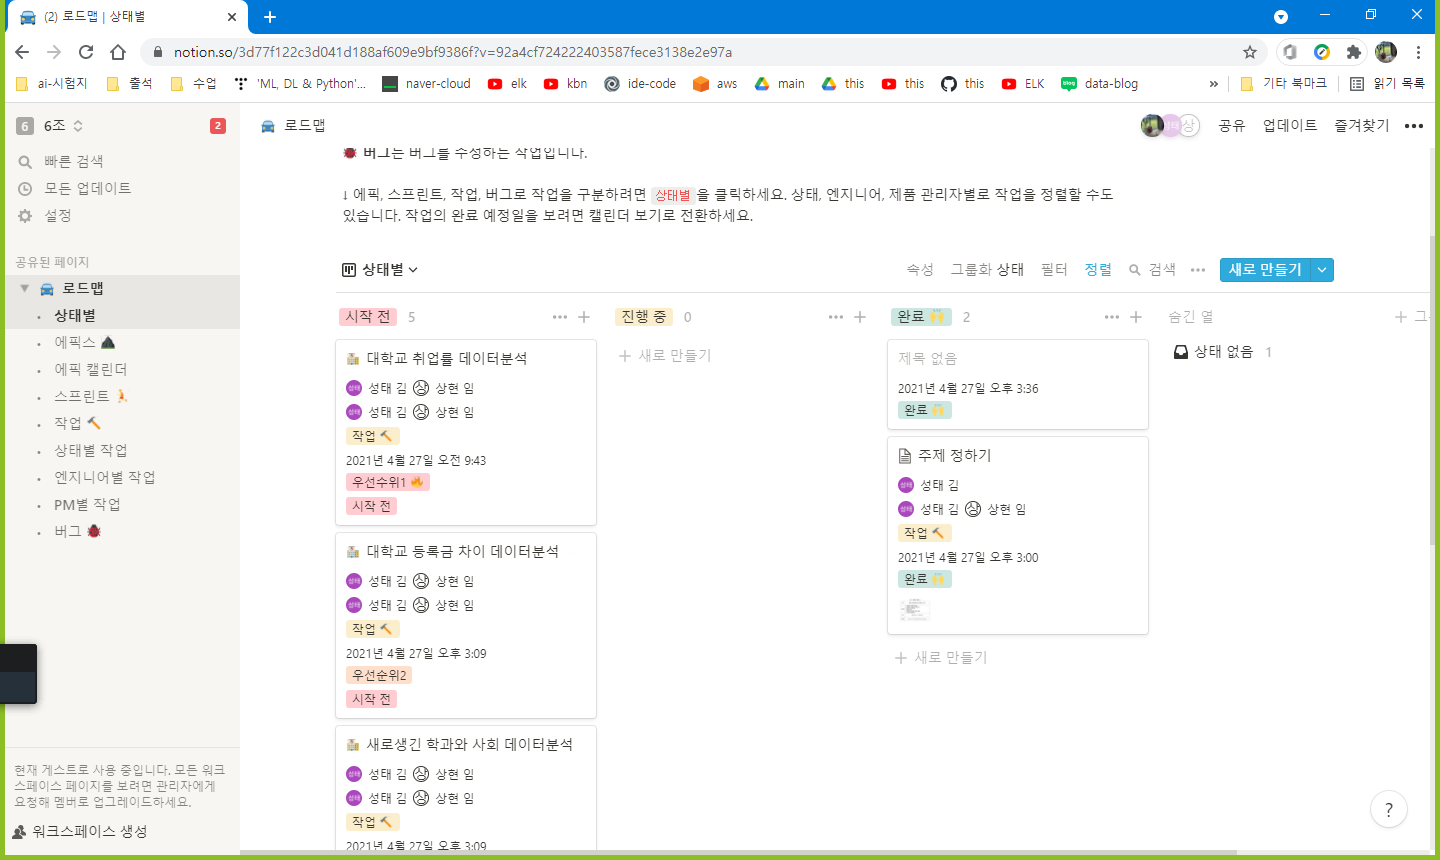 (2) 로드맵 | 상태별
notion.so/3d77f122c3d041d188af609e9bf9386f?v=92a4cf724222403587fece3138e2e97a
ai-시험지 출석 수업 'ML, DL & Python'... naver-cloud elk kbn ide-code aws main this this this ELK data-blog » 기타 북마크 읽기 목록
6 6조 2
빠른 검색
모든 업데이트
설정
공유된 페이지
로드맵
상태별
에픽스
에픽 캘린더
스프린트
작업
상태별 작업
엔지니어별 작업
PM별 작업
버그
현재 게스트로 사용 중입니다. 모든 워크
스페이스 페이지를 보려면 관리자에게
요청해 멤버로 업그레이드하세요.
워크스페이스 생성
로드맵
상 공유 업데이트 즐겨찾기
버그는 버그를 수정하는 작업입니다.
↓ 에픽, 스프린트, 작업, 버그로 작업을 구분하려면 상태별 을 클릭하세요. 상태, 엔지니어, 제품 관리자별로 작업을 정렬할 수도
있습니다. 작업의 완료 예정일을 보려면 캘린더 보기로 전환하세요.
상태별 속성 그룹화 상태 필터 정렬 검색 새로 만들기
시작 전 5
대학교 취업률 데이터분석
성태 성태 김 상 상현 임
성태 성태 김 상 상현 임
작업
2021년 4월 27일 오전 9:43
우선수위1
시작 전
대학교 등록금 차이 데이터분석
성태 성태 김 상 상현 임
성태 성태 김 상 상현 임
작업
2021년 4월 27일 오후 3:09
우선순위2
시작 전
새로생긴 학과와 사회 데이터분석
성태 성태 김 상 상현 임
성태 성태 김 상 상현 임
작업
2021년 4월 27일 오후 3:09
진행 중 0
+ 새로 만들기
완료 2
제목 없음
2021년 4월 27일 오후 3:36
완료
주제 정하기
성태 성태 김
성태 성태 김 상 상현 임
작업
2021년 4월 27일 오후 3:00
완료
+ 새로 만들기
숨긴 열
상태 없음 1
+ 그
?